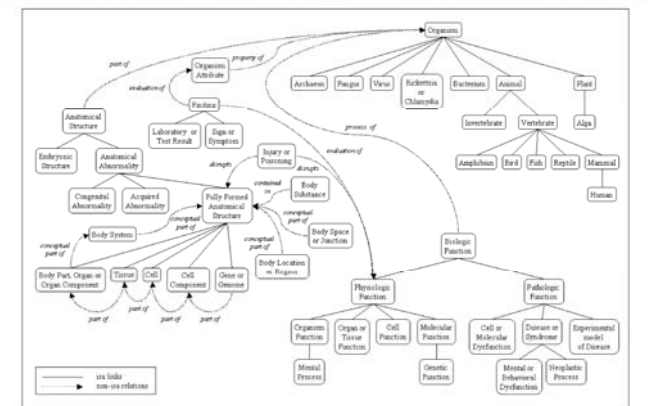 Organism
part of
property of
Organism
Attribute
evaluation of
Archaeon
Fungus
Virus
Rickettsia
or
Chlamydia
Bacterium
Animal
Plant
Finding
Anatomical
Structure
Laboratory or
Test Result
Sign or
Symptom
Invertebrate
Vertebrate
Alga
process of
evaluation of
Embryonic
Structure
Anatomical
Abnormality
Injury or
Poisoning
disrupts
disrupts
Amphibian
Bird
Fish
Reptile
Mammal
Human
Congenital
Abnormality
Acquired
Abnormality
Fully Formed
Anatomical
Structure
contained
in
Body
Substance
conceptual
part of
Body Space
or Junction
conceptual
part of
Body System
conceptual
part of
conceptual
part of
Body Location
or Region
Biologic
Function
Body Part, Organ or
Organ Component
Tissue
Cell
Cell
Component
Gene or
Genome
part of
part of
part of
part of
Physiologic
Function
Pathologic
Function
Organism
Function
Organ or
Tissue
Function
Cell
Function
Molecular
Function
Cell or
Molecular
Dysfunction
Disease or
Syndrome
Experimental
model
of Disease
Mental
Process
Genetic
Function
Mental or
Behavioral
Dysfunction
Neoplastic
Process
isa links
non-isa relations